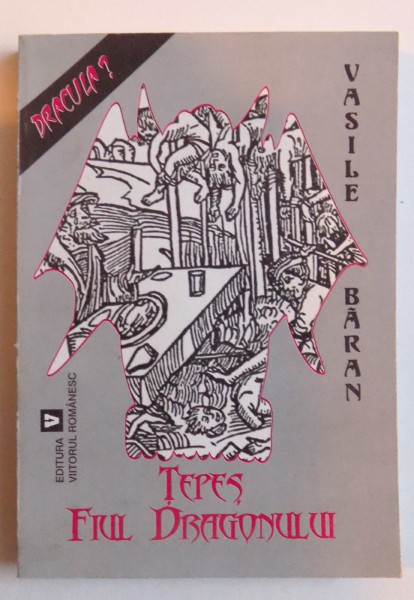 DRACULA?
VASILE BĂRAN
EDITURA V
VIITORUL ROMÂNESC
ȚEPEȘ
FIUL DRAGONULUI